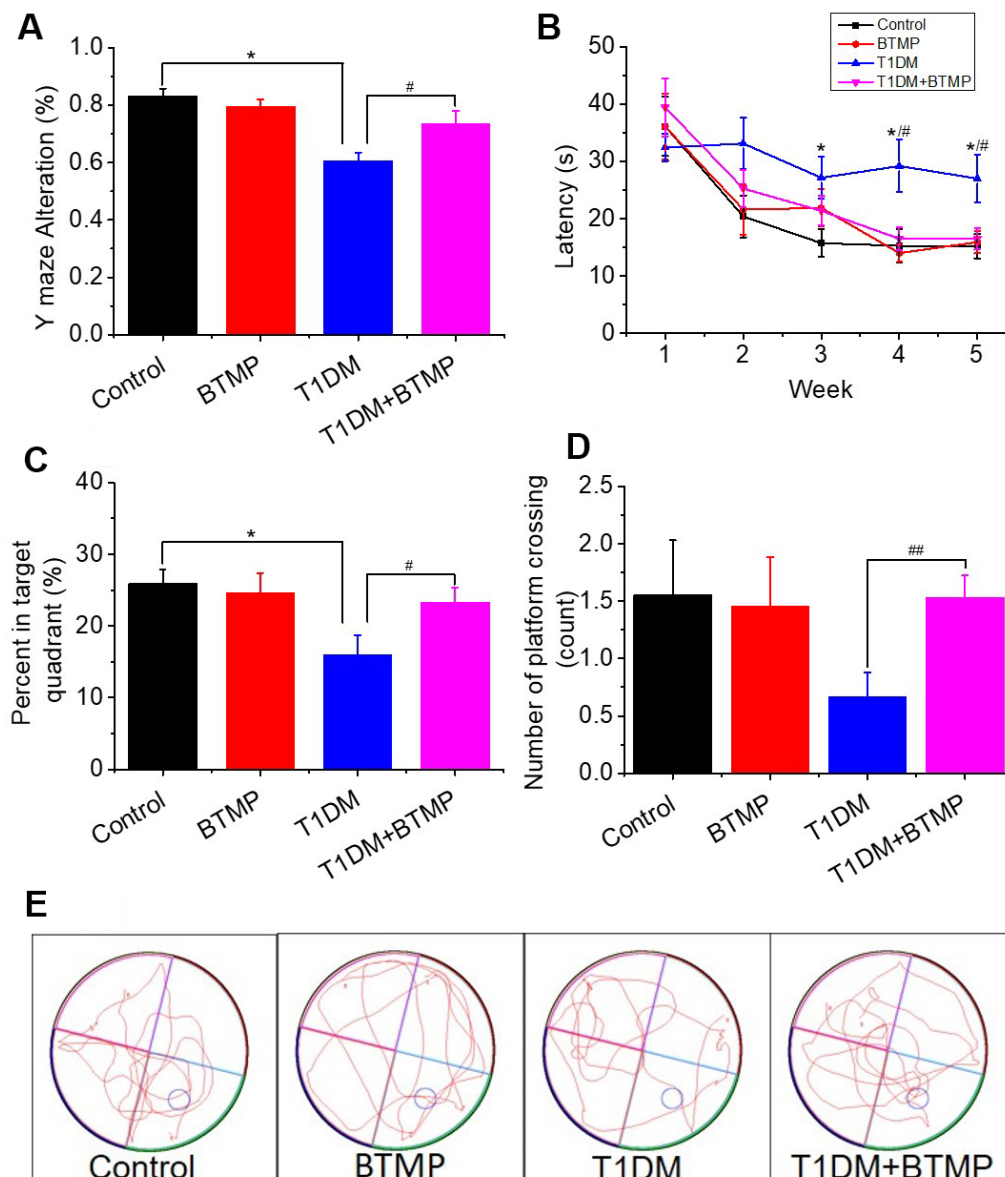 A
Y maze Alteration (%)
1.0
0.8
0.6
0.4
0.2
0.0
*
#
Control
BTMP
T1DM
T1DM+BTMP
B
Control
BTMP
T1DM
T1DM+BTMP
Latency (s)
50
40
30
20
10
0
*
*/#
*/#
1
2
3
4
5
Week
C
Percent in target
quadrant (%)
40
30
20
10
0
*
#
Control
BTMP
T1DM
T1DM+BTMP
D
Number of platform crossing
(count)
2.5
2.0
1.5
1.0
0.5
0.0
##
Control
BTMP
T1DM
T1DM+BTMP
E
Control
BTMP
T1DM
T1DM+BTMP